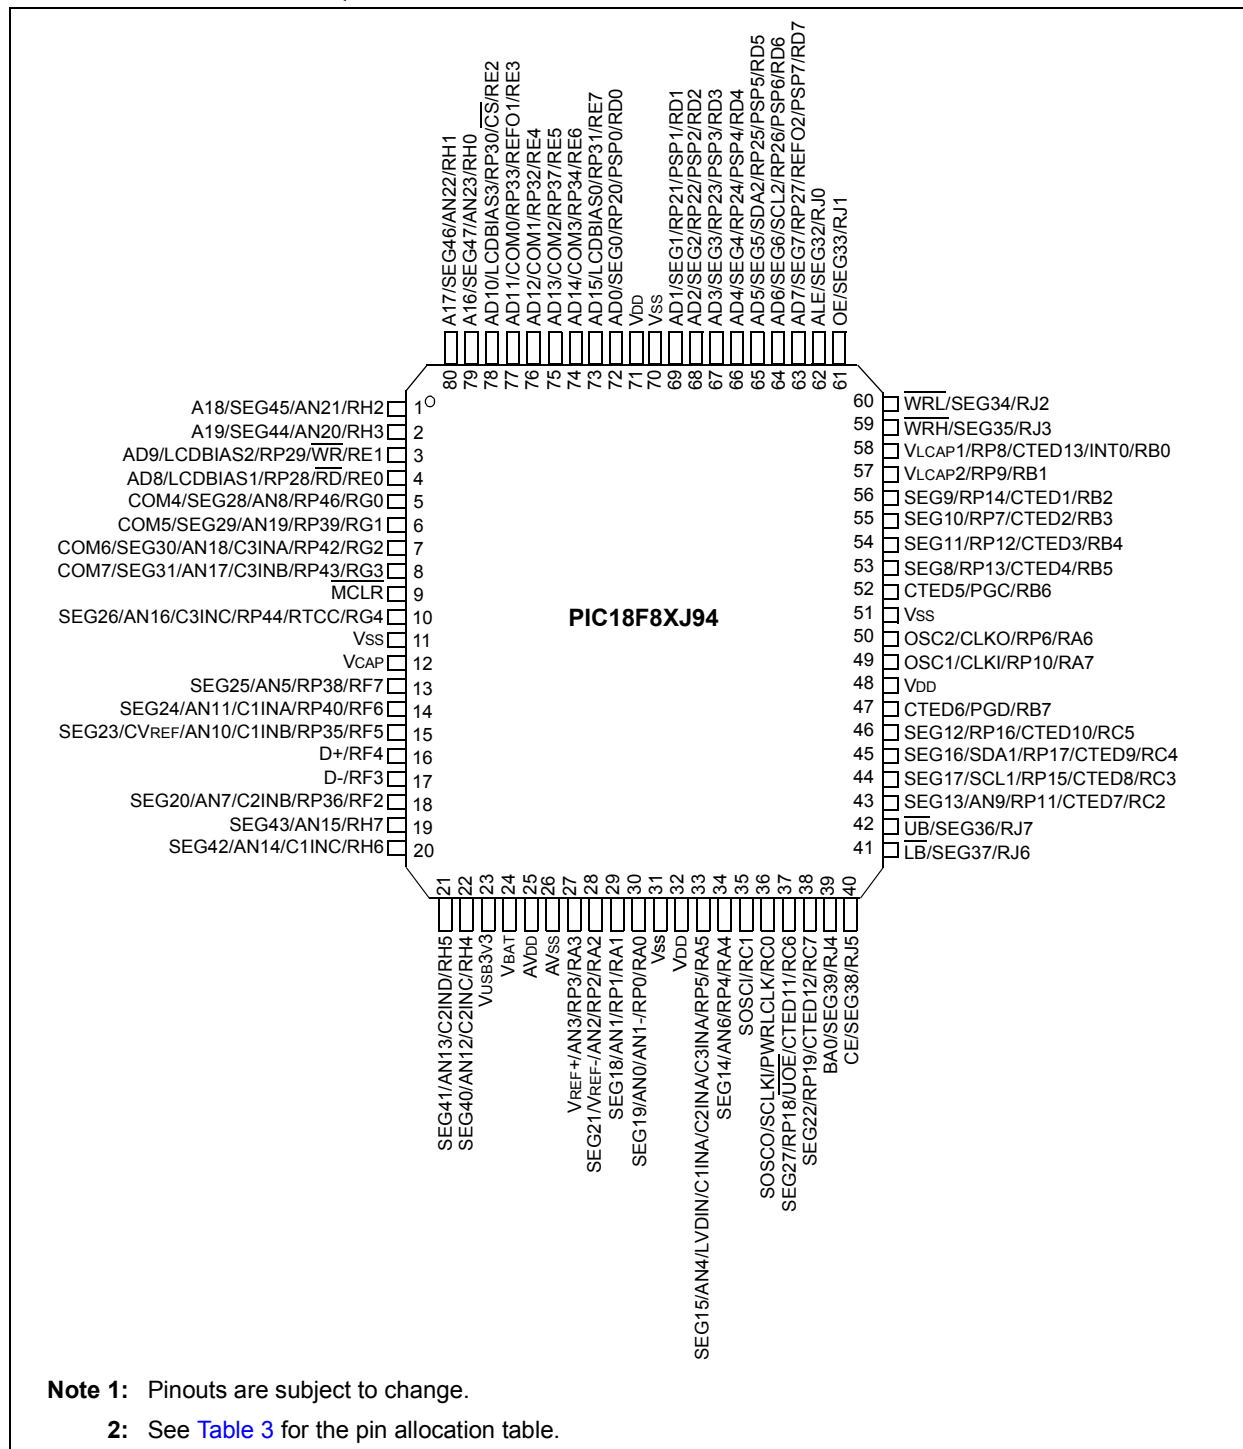 A17/SEG46/AN22/RH1
A16/SEG47/AN23/RH0
AD10/LCDBIAS3/RP30/CS/RE2
AD11/COM0/RP33/REFO1/RE3
AD12/COM1/RP32/RE4
AD13/COM2/RP37/RE5
AD14/COM3/RP34/RE6
AD15/LCDBIAS0/RP31/RE7
AD0/SEG0/RP20/PSP0/RD0
VDD
VSS
AD1/SEG1/RP21/PSP1/RD1
AD2/SEG2/RP22/PSP2/RD2
AD3/SEG3/RP23/PSP3/RD3
AD4/SEG4/RP24/PSP4/RD4
AD5/SEG5/SDA2/RP25/PSP5/RD5
AD6/SEG6/SCL2/RP26/PSP6/RD6
AD7/SEG7/RP27/REFO2/PSP7/RD7
ALE/SEG32/RJ0
OE/SEG33/RJ1
80 79 78 77 76 75 74 73 72 71 70 69 68 67 66 65 64 63 62 61
A18/SEG45/AN21/RH2 1
A19/SEG44/AN20/RH3 2
AD9/LCDBIAS2/RP29/WR/RE1 3
AD8/LCDBIAS1/RP28/RD/RE0 4
COM4/SEG28/AN8/RP46/RG0 5
COM5/SEG29/AN19/RP39/RG1 6
COM6/SEG30/AN18/C3INA/RP42/RG2 7
COM7/SEG31/AN17/C3INB/RP43/RG3 8
MCLR 9
SEG26/AN16/C3INC/RP44/RTCC/RG4 10
VSS 11
VCAP 12
SEG25/AN5/RP38/RF7 13
SEG24/AN11/C1INA/RP40/RF6 14
SEG23/CVREF/AN10/C1INB/RP35/RF5 15
D+/RF4 16
D-/RF3 17
SEG20/AN7/C2INB/RP36/RF2 18
SEG43/AN15/RH7 19
SEG42/AN14/C1INC/RH6 20
PIC18F8XJ94
60 WRL/SEG34/RJ2
59 WRH/SEG35/RJ3
58 VLCAP1/RP8/CTED13/INT0/RB0
57 VLCAP2/RP9/RB1
56 SEG9/RP14/CTED1/RB2
55 SEG10/RP7/CTED2/RB3
54 SEG11/RP12/CTED3/RB4
53 SEG8/RP13/CTED4/RB5
52 CTED5/PGC/RB6
51 VSS
50 OSC2/CLKO/RP6/RA6
49 OSC1/CLKI/RP10/RA7
48 VDD
47 CTED6/PGD/RB7
46 SEG12/RP16/CTED10/RC5
45 SEG16/SDA1/RP17/CTED9/RC4
44 SEG17/SCL1/RP15/CTED8/RC3
43 SEG13/AN9/RP11/CTED7/RC2
42 UB/SEG36/RJ7
41 LB/SEG37/RJ6
21 22 23 24 25 26 27 28 29 30 31 32 33 34 35 36 37 38 39 40
SEG41/AN13/C2IND/RH5
SEG40/AN12/C2INC/RH4
VUSB3V3
VBAT
AVDD
AVSS
VREF+/AN3/RP3/RA3
SEG21/VREF-/AN2/RP2/RA2
SEG18/AN1/RP1/RA1
SEG19/AN0/AN1-/RP0/RA0
Vss
VDD
SEG15/AN4/LVDIN/C1INA/C2INA/C3INA/RP5/RA5
SEG14/AN6/RP4/RA4
SOSCI/RC1
SOSCO/SCLKI/PWRLCLK/RC0
SEG27/RP18/UOE/CTED11/RC6
SEG22/RP19/CTED12/RC7
BA0/SEG39/RJ4
CE/SEG38/RJ5
Note 1: Pinouts are subject to change.
2: See Table 3 for the pin allocation table.